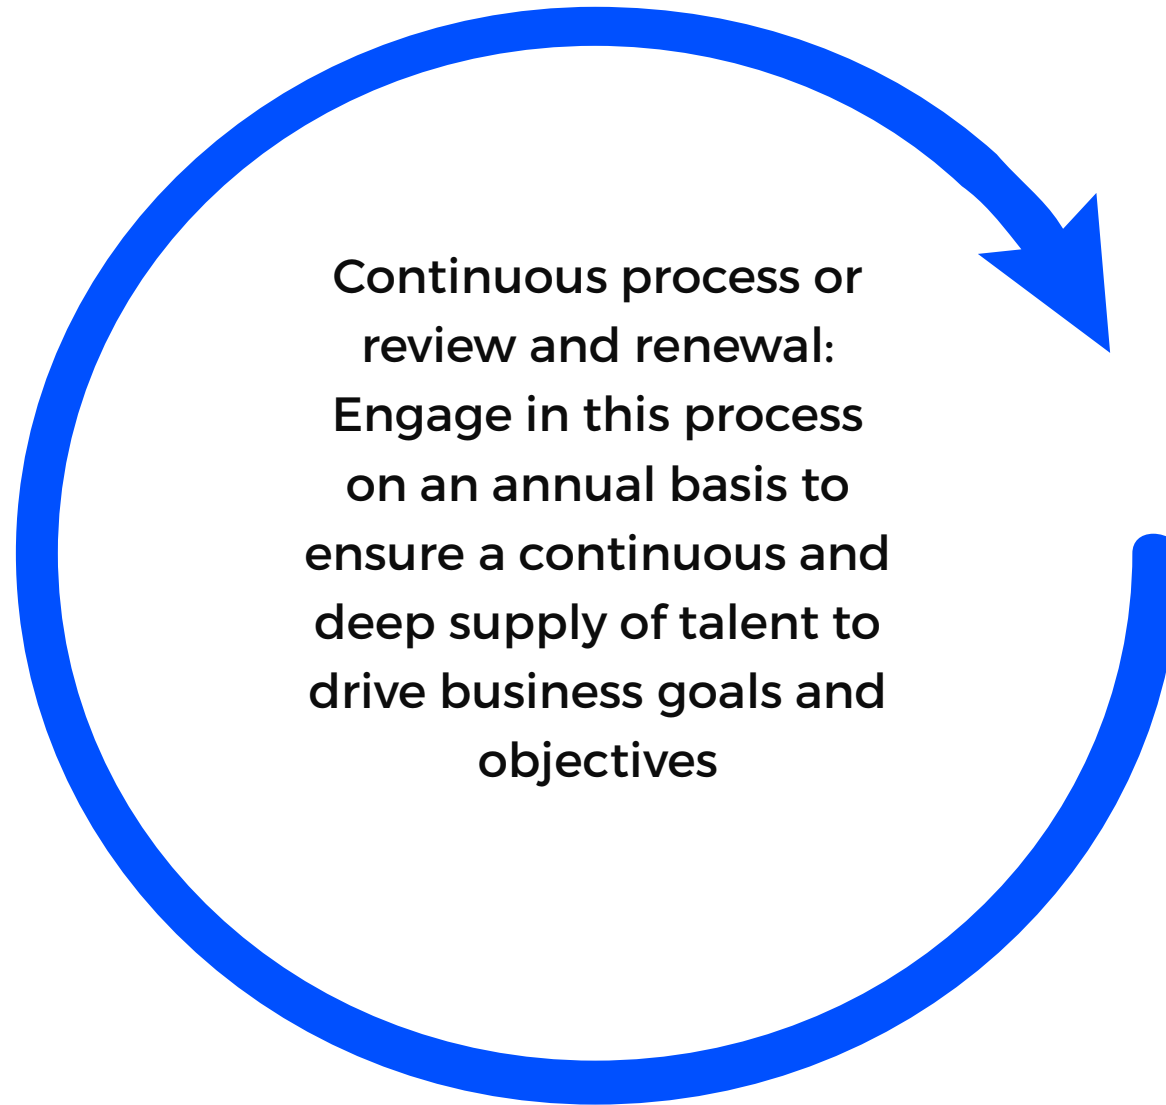 Continuous process or
review and renewal:
Engage in this process
on an annual basis to
ensure a continuous and
deep supply of talent to
drive business goals and
objectives